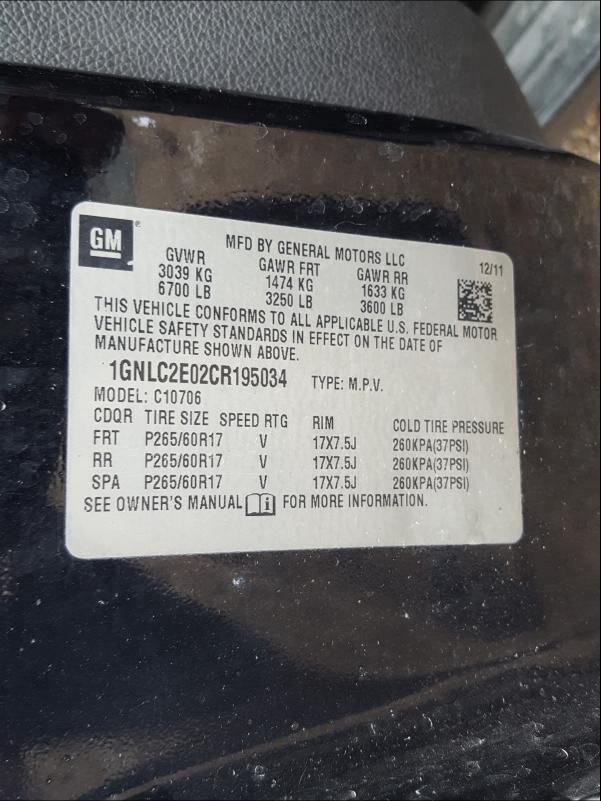 GM ®
MFD BY GENERAL MOTORS LLC
12/11
GVWR GAWR FRT GAWR RR
3039 KG 1474 KG 1633 KG
6700 LB 3250 LB 3600 LB
THIS VEHICLE CONFORMS TO ALL APPLICABLE U.S. FEDERAL MOTOR
VEHICLE SAFETY STANDARDS IN EFFECT ON THE DATE OF
MANUFACTURE SHOWN ABOVE.
1GNLC2E02CR195034 TYPE: M.P.V.
MODEL: C10706
CDQR TIRE SIZE SPEED RTG RIM COLD TIRE PRESSURE
FRT P265/60R17 V 17X7.5J 260KPA(37PSI)
RR P265/60R17 V 17X7.5J 260KPA(37PSI)
SPA P265/60R17 V 17X7.5J 260KPA(37PSI)
SEE OWNER'S MANUAL i FOR MORE INFORMATION.